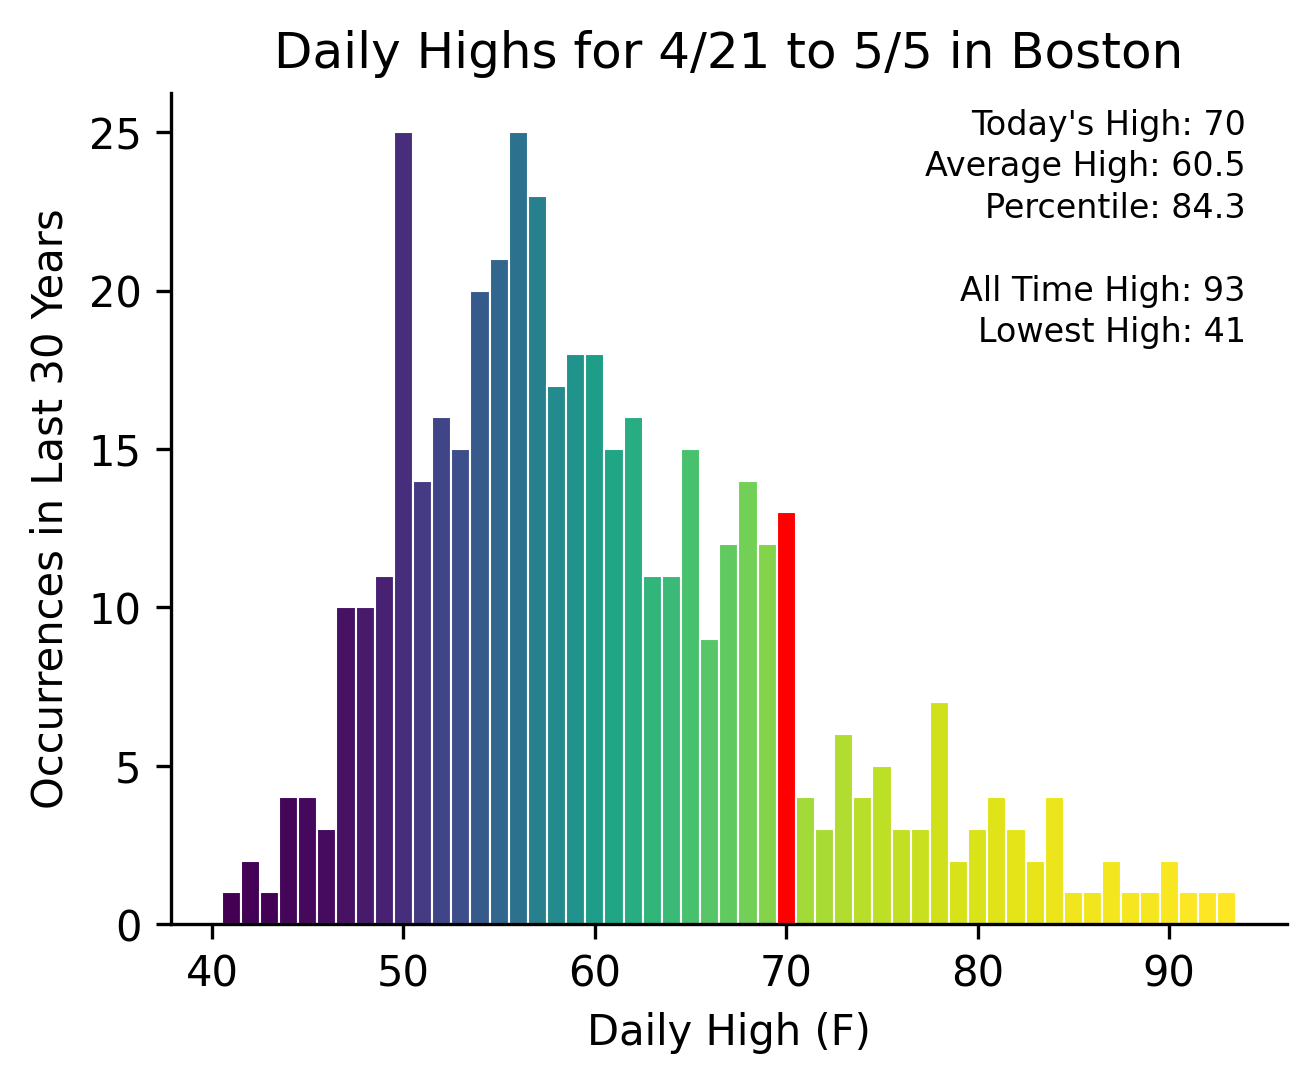 Daily Highs for 4/21 to 5/5 in Boston
Today's High: 70
Average High: 60.5
Percentile: 84.3
All Time High: 93
Lowest High: 41
Occurrences in Last 30 Years
25
20
15
10
5
0
40 50 60 70 80 90
Daily High (F)